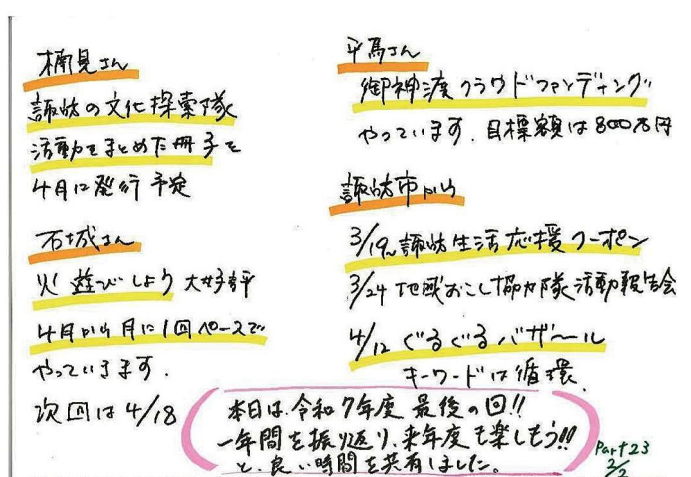 楠見さん
諏訪の文化探索隊
活動をまとめた冊子を
4月に発行予定
石城さん
火遊びしよう 大好評
4月から月に1回ペースで
やっています.
次回は4/18
平馬さん
御神渡クラウドファンディング
やっています. 目標額は800万円
諏訪市から
3/19〜諏訪生活応援クーポン
3/24 地域おこし協力隊活動報告会
4/12 ぐるぐるバザール
キーワードは循環.
本日は、令和7年度 最後の回!!
一年間を振り返り、来年度も楽しもう!!
と、良い時間を共有しました。
Part23
2/2